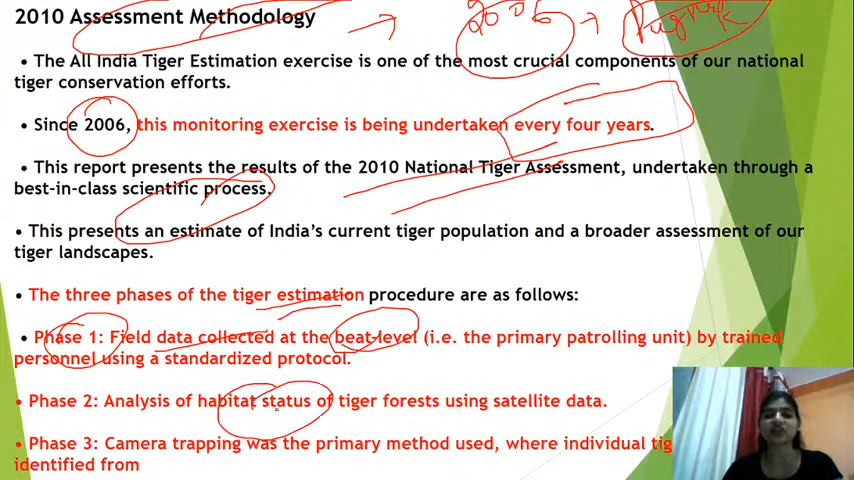 2010 Assessment Methodology
2006
• The All India Tiger Estimation exercise is one of the most crucial components of our national
tiger conservation efforts.
• Since 2006, this monitoring exercise is being undertaken every four years.
• This report presents the results of the 2010 National Tiger Assessment, undertaken through a
best-in-class scientific process.
• This presents an estimate of India's current tiger population and a broader assessment of our
tiger landscapes.
• The three phases of the tiger estimation procedure are as follows:
• Phase 1: Field data collected at the beat-level (i.e. the primary patrolling unit) by trained
personnel using a standardized protocol.
• Phase 2: Analysis of habitat status of tiger forests using satellite data.
• Phase 3: Camera trapping was the primary method used, where individual tig
identified from